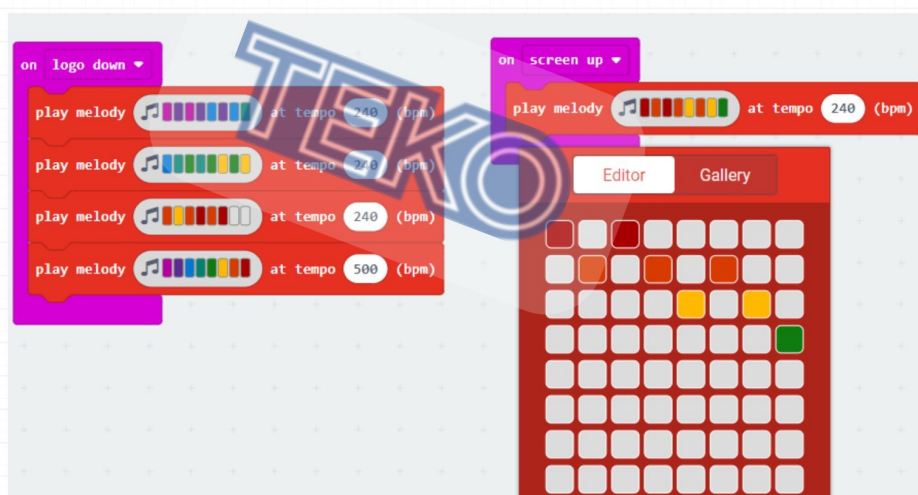 on logo down
play melody at tempo 240 (bpm)
play melody at tempo 240 (bpm)
play melody at tempo 240 (bpm)
play melody at tempo 500 (bpm)
on screen up
play melody at tempo 240 (bpm)
Editor Gallery
TEKO